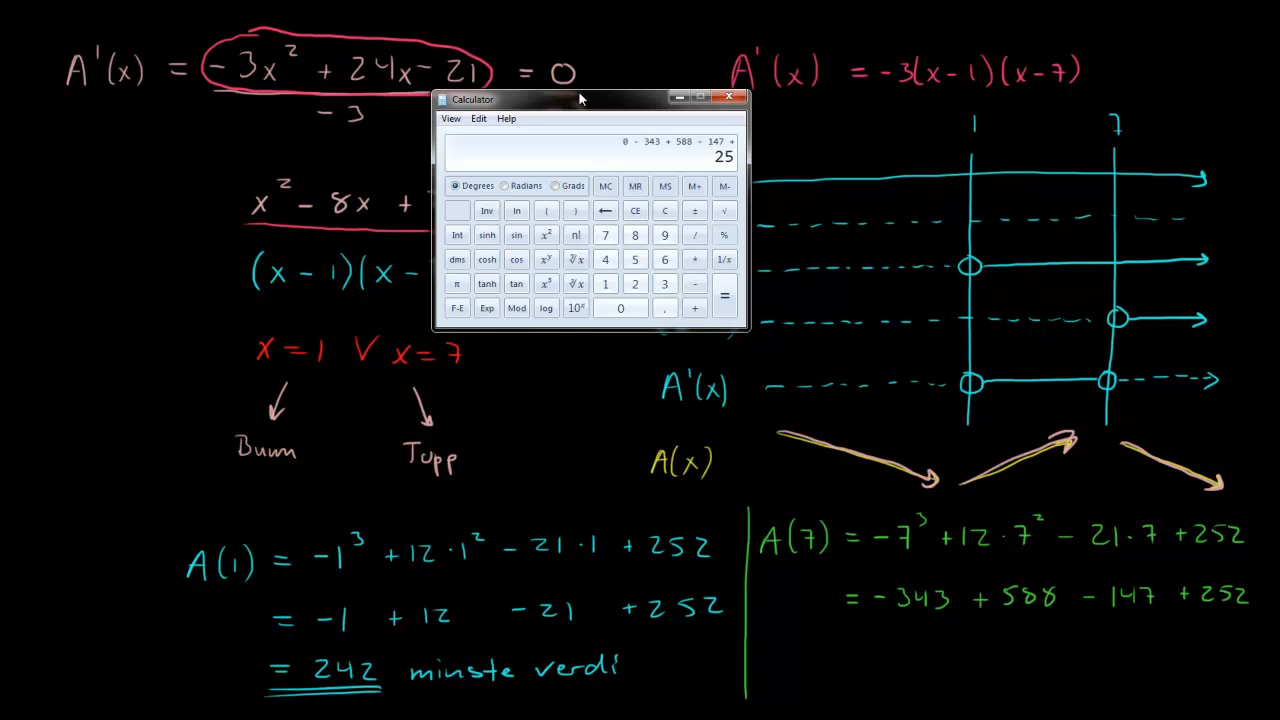 A'(x) = -3x² + 24x - 21 = 0
-3
x² - 8x +
(x - 1)(x -
x = 1 V x = 7
Bunn Topp
A'(x) = -3(x-1)(x-7)
1 7
A'(x)
A(x)
Calculator
View Edit Help
0 - 343 + 588 - 147 +
25
Degrees Radians Grads MC MR MS M+ M-
Inv ln ( ) ← CE C ± √
Int sinh sin x² n! 7 8 9 / %
dms cosh cos xʸ ʸ√x 4 5 6 * 1/x
π tanh tan x³ ³√x 1 2 3 - =
F-E Exp Mod log 10ˣ 0 , +
A(1) = -1³ + 12 · 1² - 21 · 1 + 252
= -1 + 12 - 21 + 252
= 242 minste verdi
A(7) = -7³ + 12 · 7² - 21 · 7 + 252
= -343 + 588 - 147 + 252